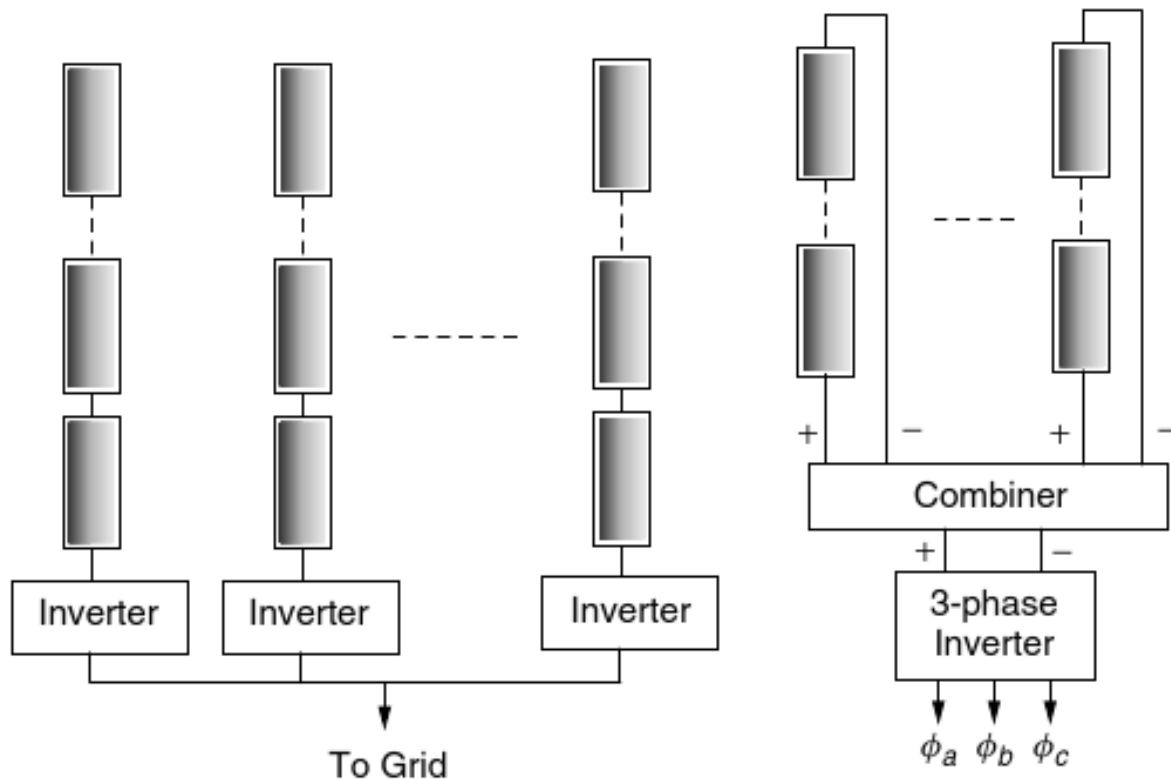 + − + −
Combiner
+ −
Inverter Inverter Inverter
3-phase
Inverter
To Grid
ϕa ϕb ϕc